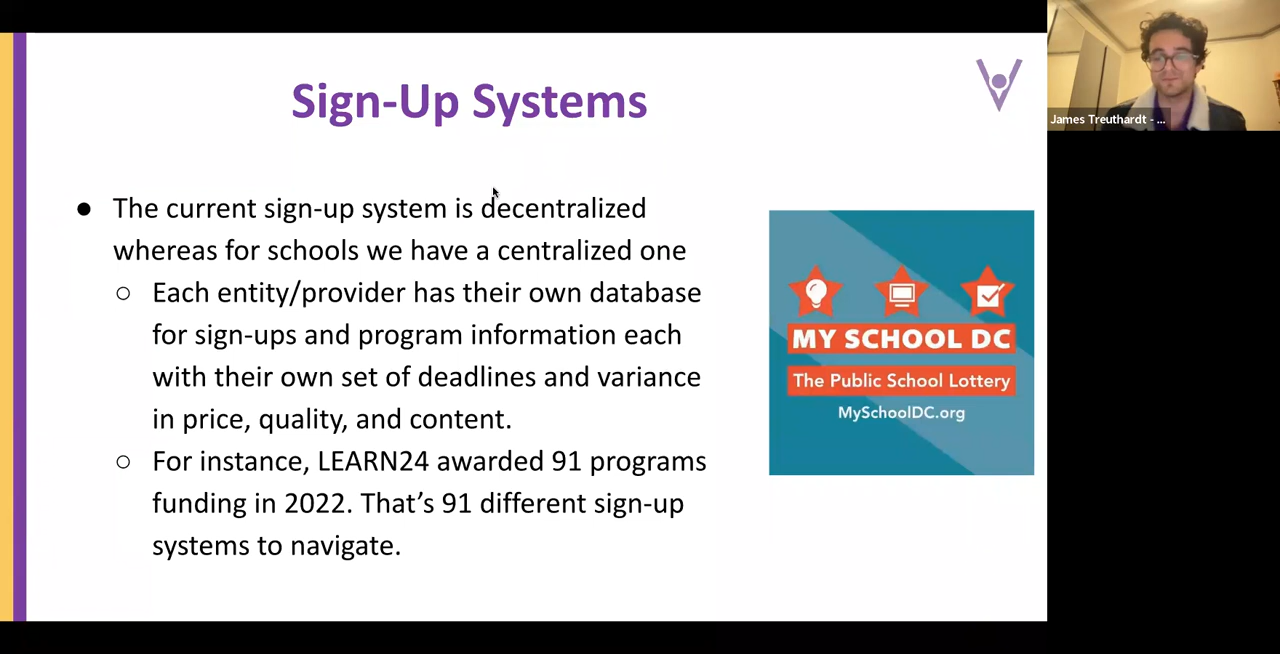 Sign-Up Systems
● The current sign-up system is decentralized
whereas for schools we have a centralized one
○ Each entity/provider has their own database
for sign-ups and program information each
with their own set of deadlines and variance
in price, quality, and content.
○ For instance, LEARN24 awarded 91 programs
funding in 2022. That’s 91 different sign-up
systems to navigate.
MY SCHOOL DC
The Public School Lottery
MySchoolDC.org
James Treuthardt - ...